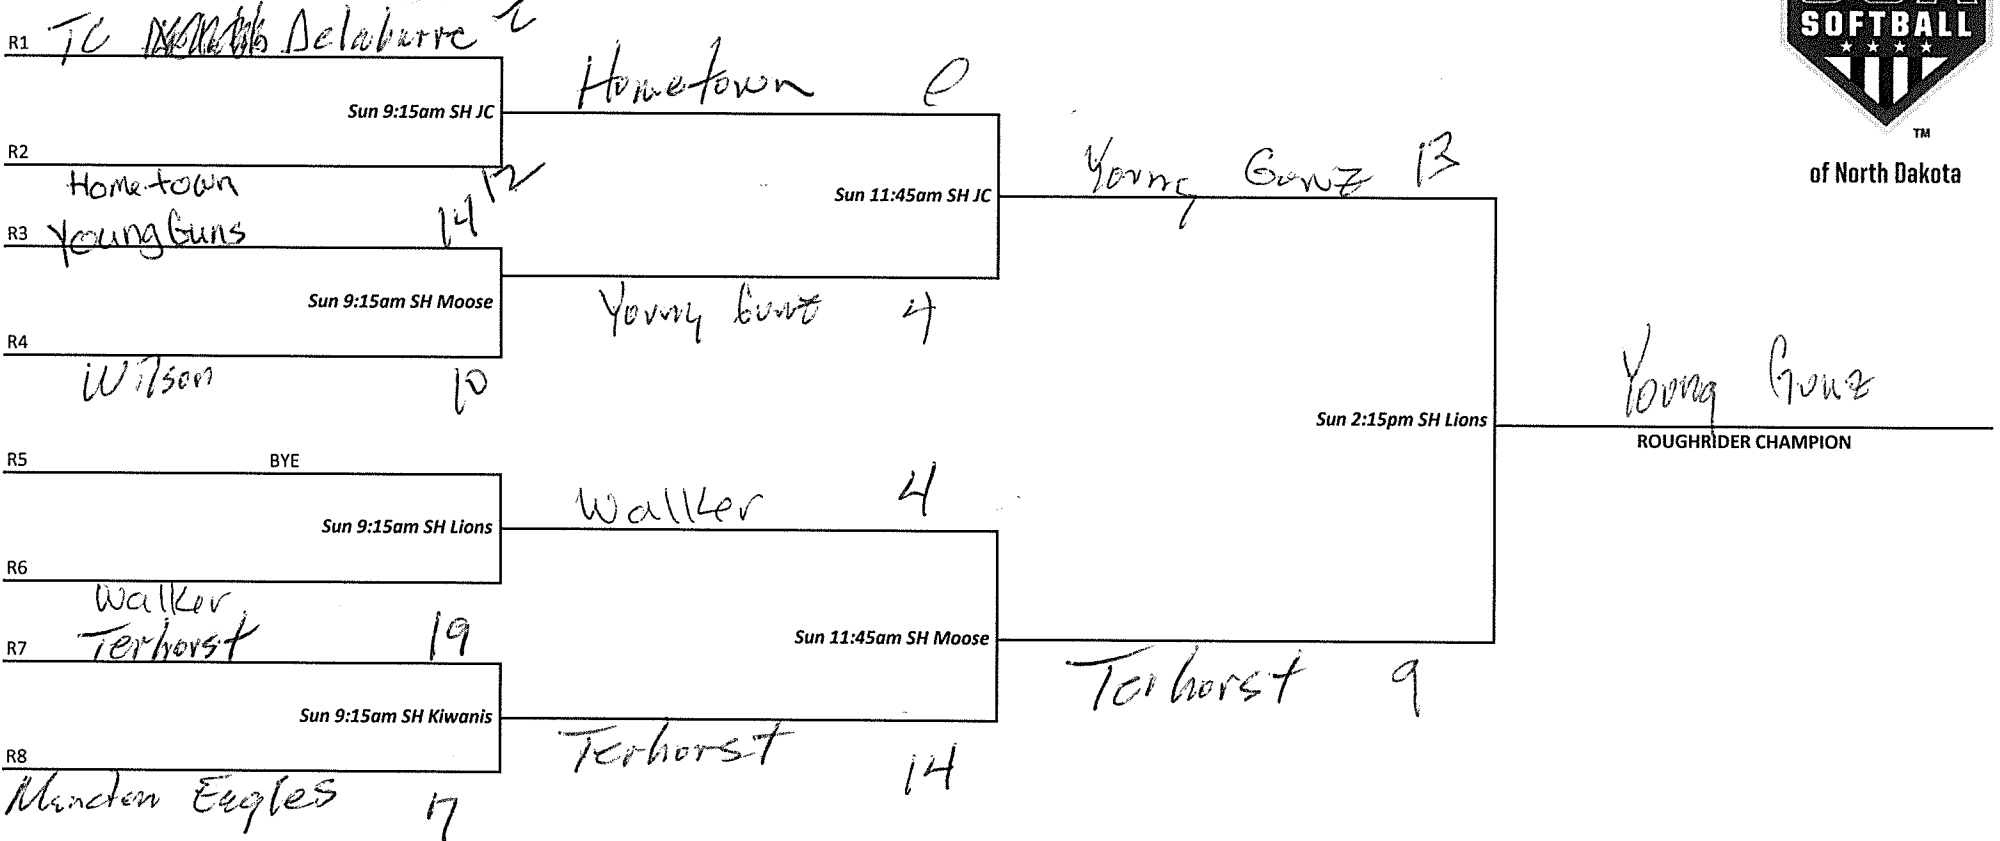 SOFTBALL
TM
of North Dakota
R1 TC Delabarre 2
Sun 9:15am SH JC
R2
Hometown 12
Hometown 0
Sun 11:45am SH JC
R3 Young Guns 14
Sun 9:15am SH Moose
R4
Wilson 10
Young Gunz 4
Young Gunz 13
Sun 2:15pm SH Lions
Young Gunz
ROUGHRIDER CHAMPION
R5 BYE
Sun 9:15am SH Lions
R6
Walker
Walker 4
Sun 11:45am SH Moose
R7 Terhorst 19
Sun 9:15am SH Kiwanis
R8
Mandan Eagles 17
Terhorst 14
Terhorst 9